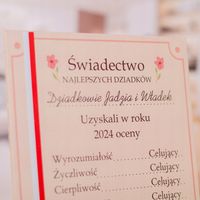 Świadectwo
NAJLEPSZYCH DZIADKÓW
Dziadkowie Jadzia i Władek
Uzyskali w roku
2024 oceny
Wyrozumiałość Celujący
Życzliwość Celujący
Cierpliwość Celujący
Celujący